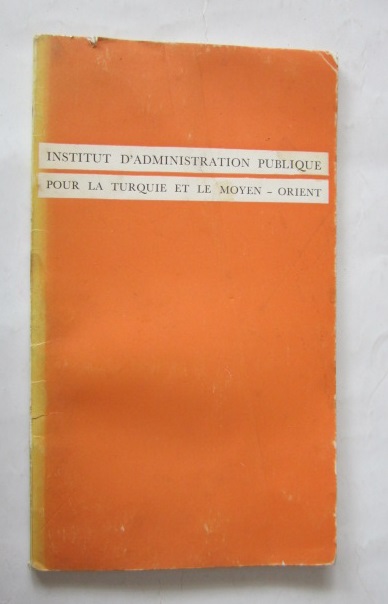 INSTITUT D'ADMINISTRATION PUBLIQUE
POUR LA TURQUIE ET LE MOYEN – ORIENT